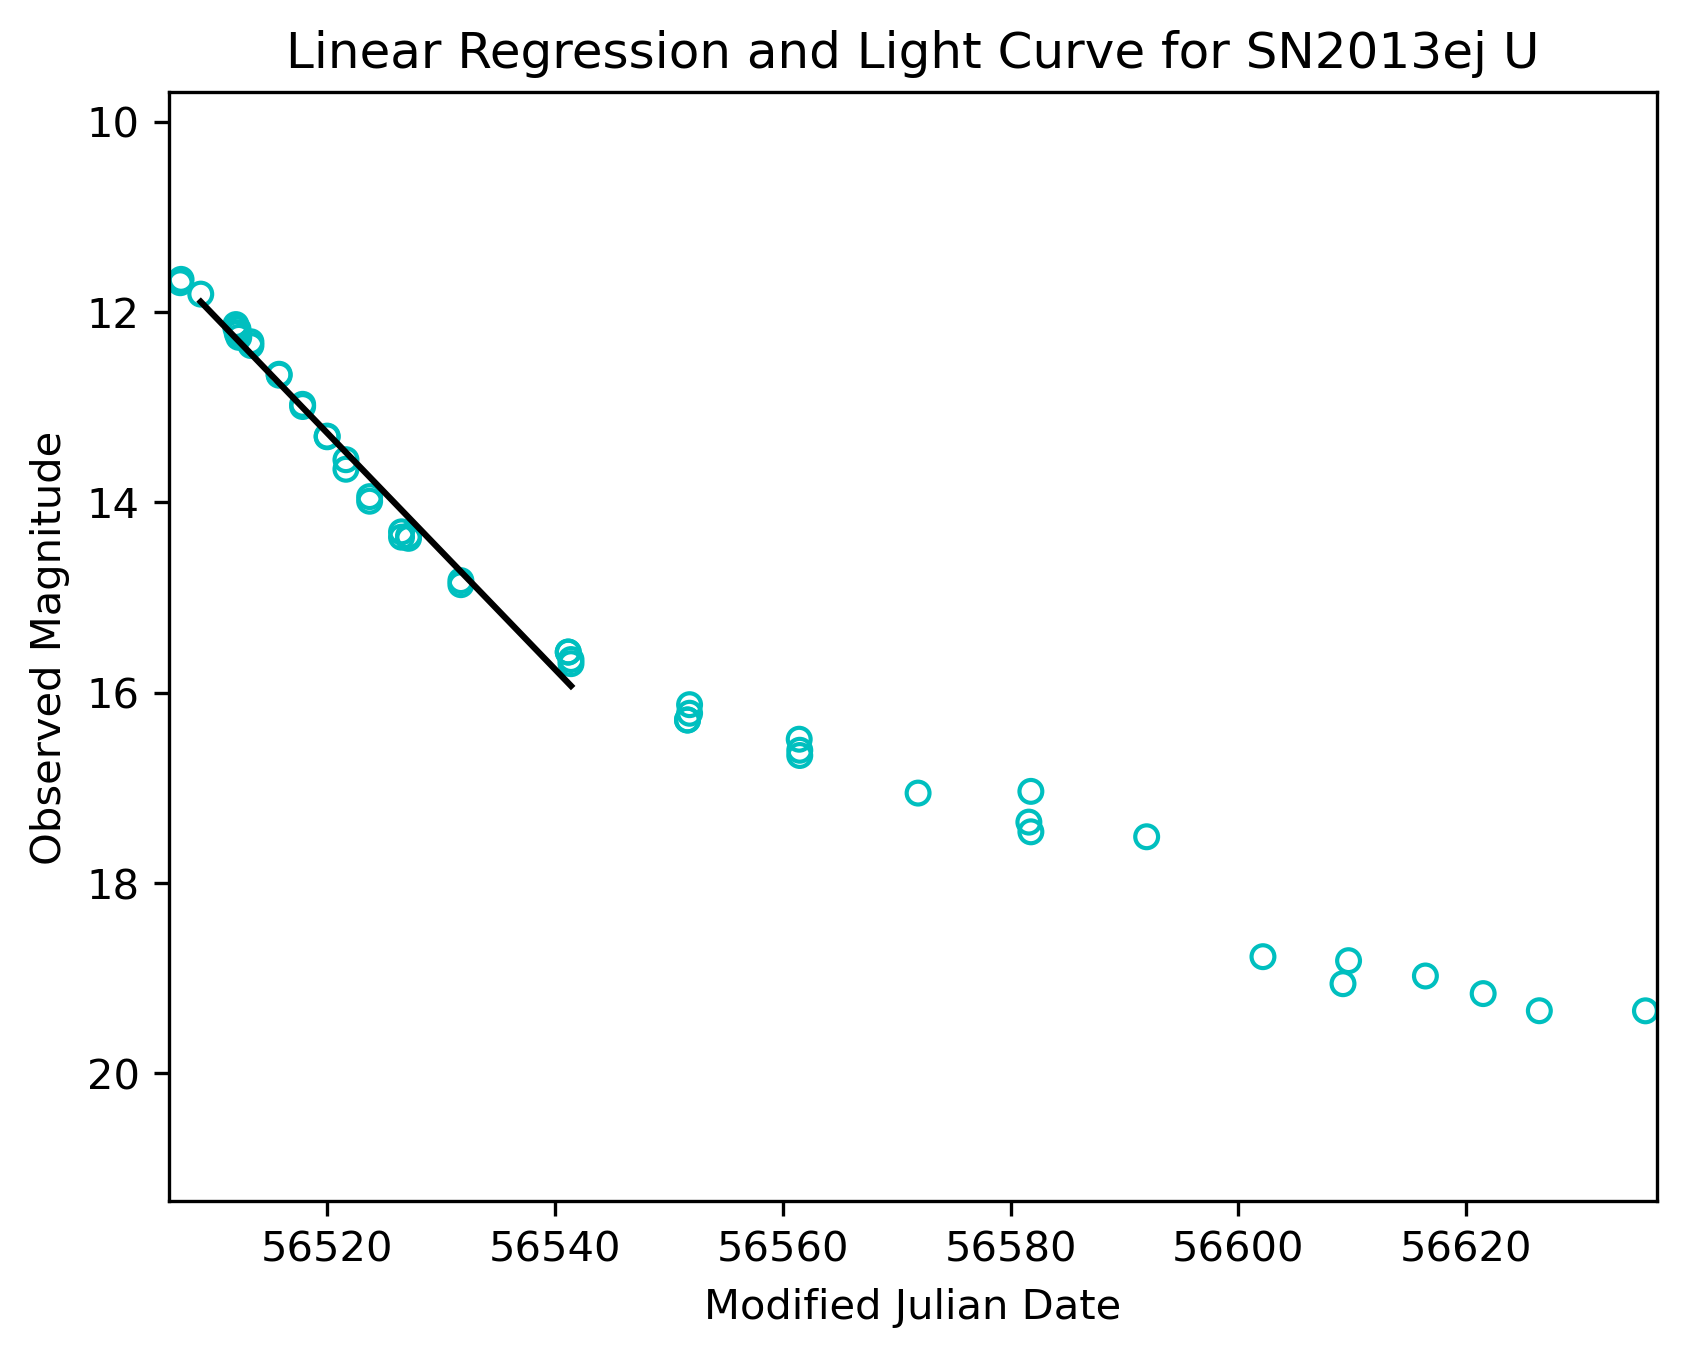 Linear Regression and Light Curve for SN2013ej U
10
12
14
16
18
20
Observed Magnitude
56520 56540 56560 56580 56600 56620
Modified Julian Date